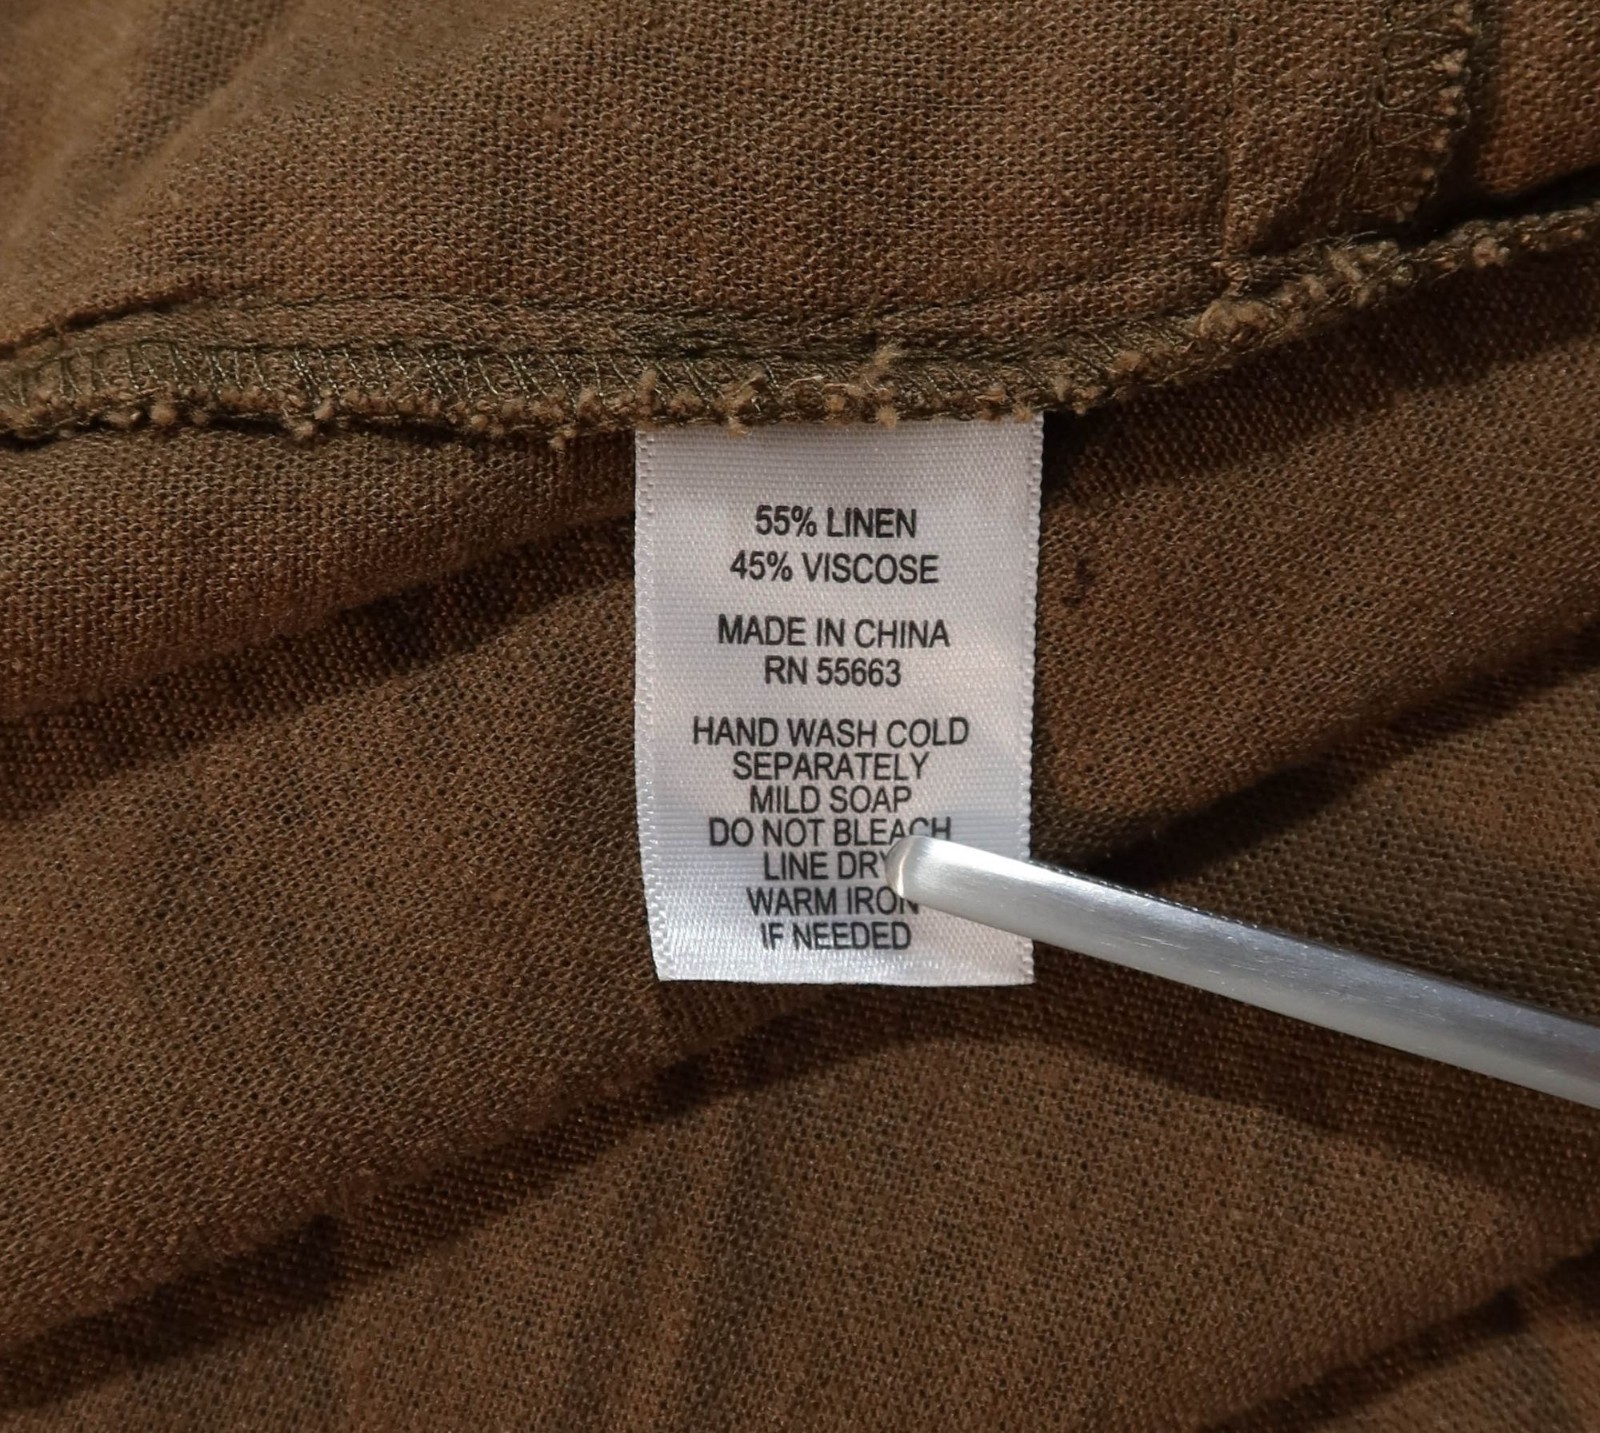 55% LINEN
45% VISCOSE
MADE IN CHINA
RN 55663
HAND WASH COLD
SEPARATELY
MILD SOAP
DO NOT BLEACH
LINE DRY
WARM IRON
IF NEEDED